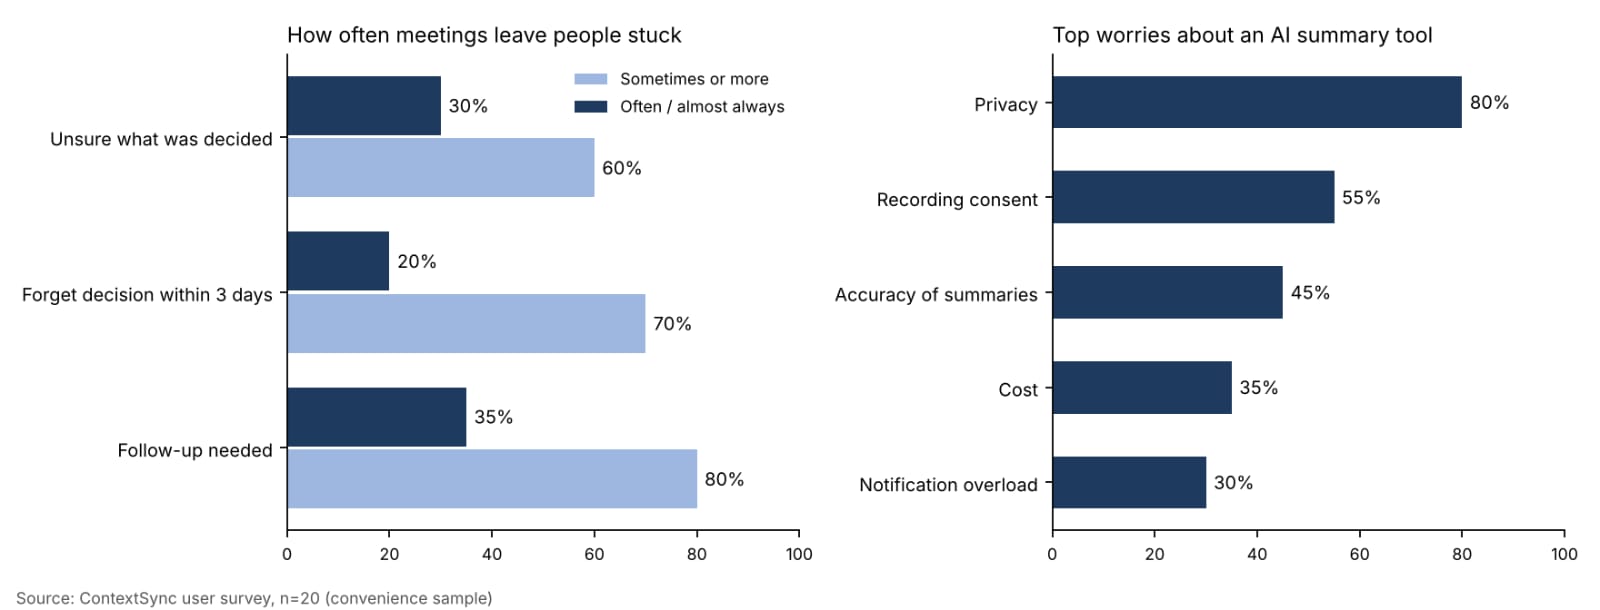 How often meetings leave people stuck
Sometimes or more
Often / almost always
Unsure what was decided
30%
60%
Forget decision within 3 days
20%
70%
Follow-up needed
35%
80%
0 20 40 60 80 100
Top worries about an AI summary tool
Privacy
80%
Recording consent
55%
Accuracy of summaries
45%
Cost
35%
Notification overload
30%
0 20 40 60 80 100
Source: ContextSync user survey, n=20 (convenience sample)